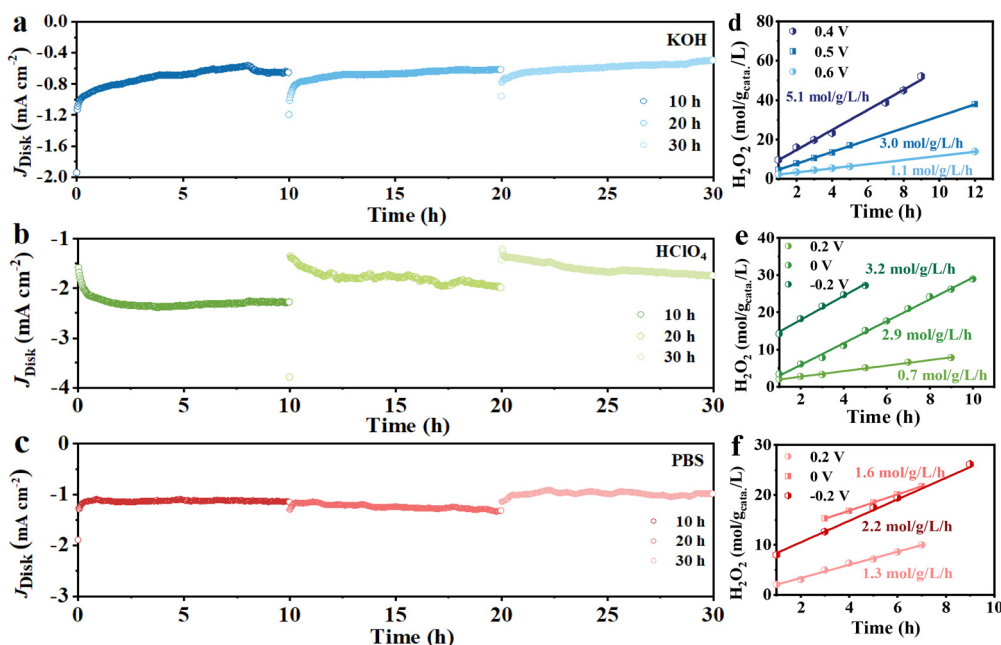 a
0.0
-0.4
-0.8
-1.2
-1.6
-2.0
J_Disk (mA cm⁻²)
KOH
10 h
20 h
30 h
0 5 10 15 20 25 30
Time (h)
d
80
60
40
20
0
H₂O₂ (mol/g_cata./L)
0.4 V
0.5 V
0.6 V
5.1 mol/g/L/h
3.0 mol/g/L/h
1.1 mol/g/L/h
2 4 6 8 10 12
Time (h)
b
-1
-2
-3
-4
J_Disk (mA cm⁻²)
HClO₄
10 h
20 h
30 h
0 5 10 15 20 25 30
Time (h)
e
40
30
20
10
0
H₂O₂ (mol/g_cata./L)
0.2 V
0 V
-0.2 V
3.2 mol/g/L/h
2.9 mol/g/L/h
0.7 mol/g/L/h
2 4 6 8 10
Time (h)
c
0
-1
-2
-3
J_Disk (mA cm⁻²)
PBS
10 h
20 h
30 h
0 5 10 15 20 25 30
Time (h)
f
30
20
10
0
H₂O₂ (mol/g_cata./L)
0.2 V
0 V
-0.2 V
1.6 mol/g/L/h
2.2 mol/g/L/h
1.3 mol/g/L/h
2 4 6 8 10
Time (h)